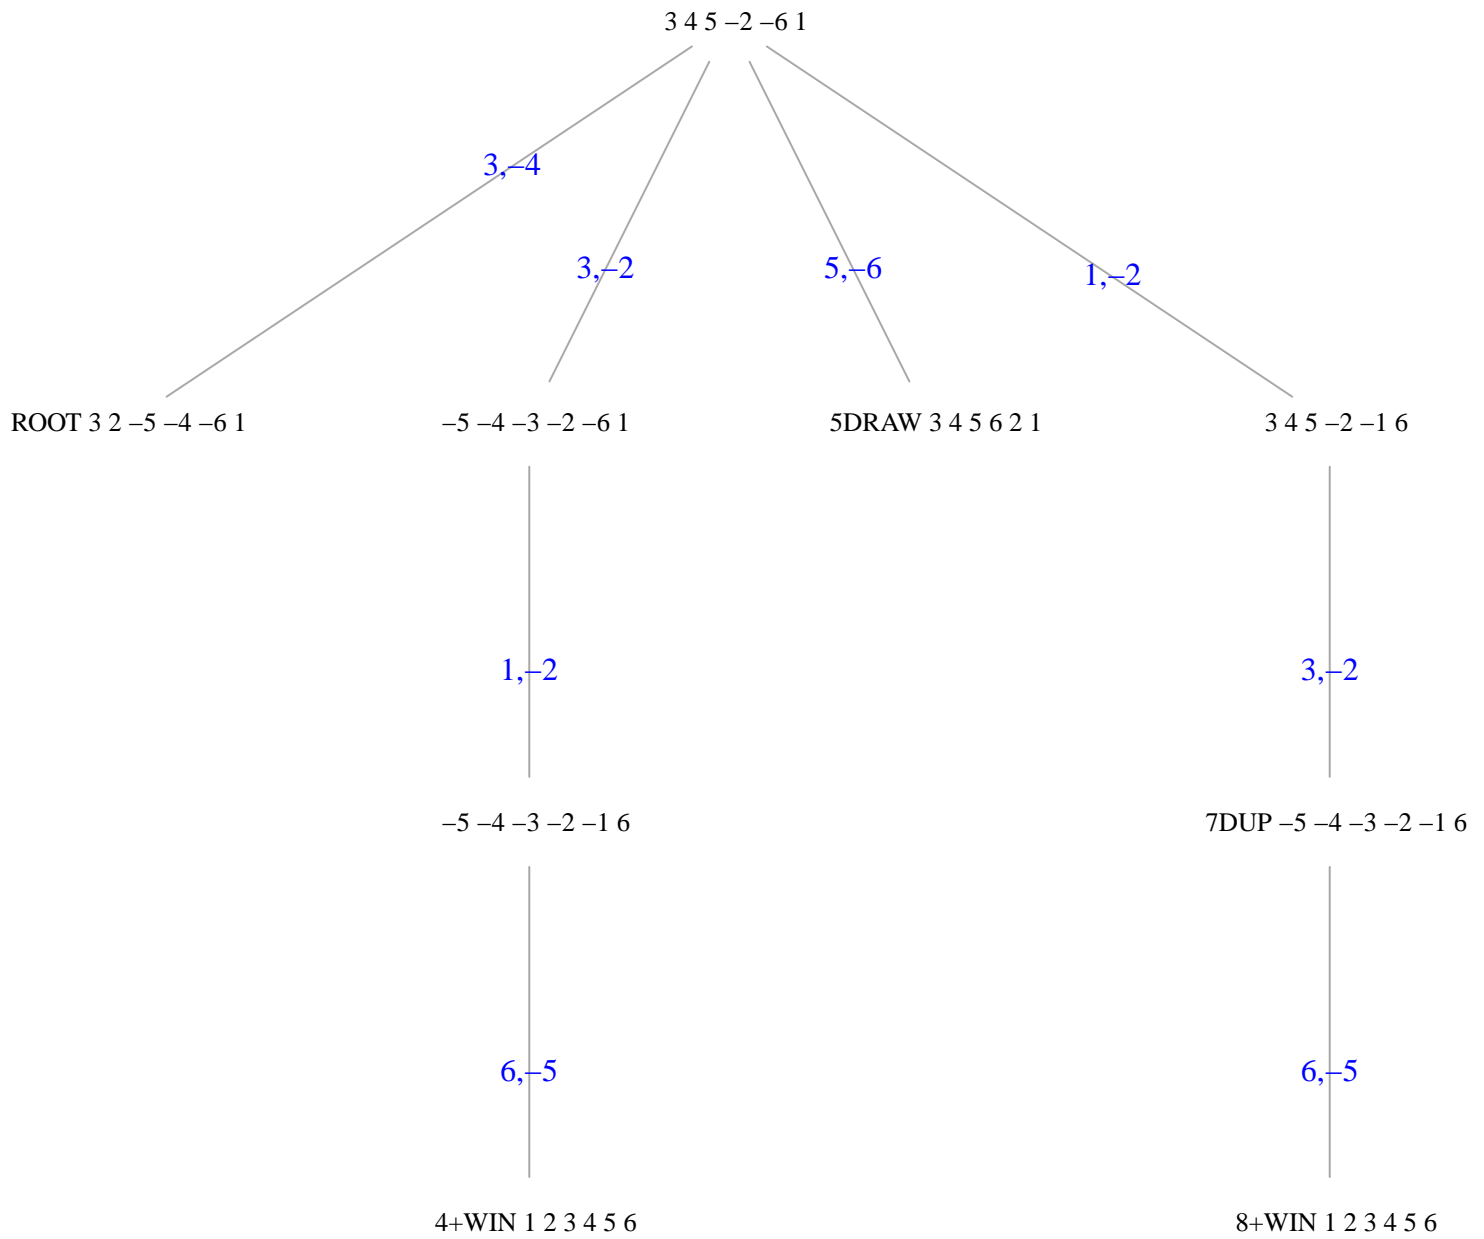 3 4 5 –2 –6 1
3,–4
3,–2
5,–6
1,–2
ROOT 3 2 –5 –4 –6 1
–5 –4 –3 –2 –6 1
5DRAW 3 4 5 6 2 1
3 4 5 –2 –1 6
1,–2
3,–2
–5 –4 –3 –2 –1 6
7DUP –5 –4 –3 –2 –1 6
6,–5
6,–5
4+WIN 1 2 3 4 5 6
8+WIN 1 2 3 4 5 6